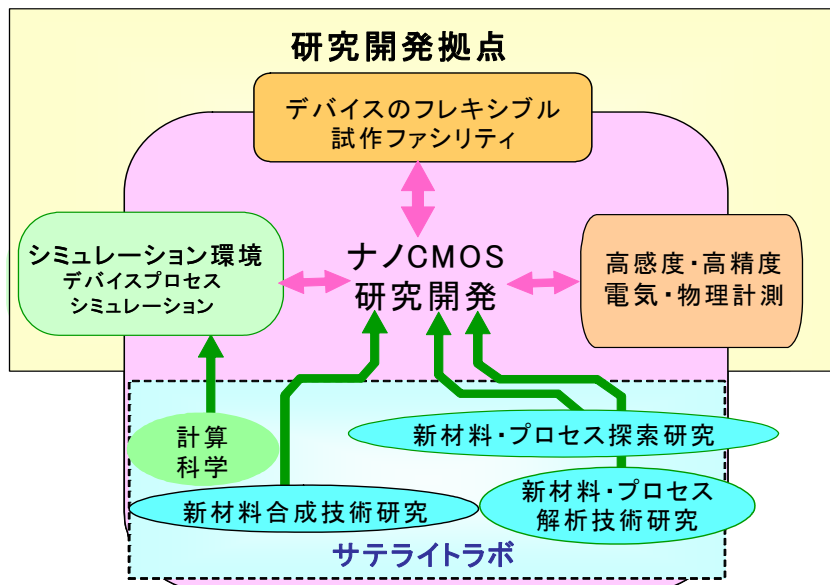 研究開発拠点
デバイスのフレキシブル
試作ファシリティ
シミュレーション環境
デバイスプロセス
シミュレーション
ナノCMOS
研究開発
高感度・高精度
電気・物理計測
計算
科学
新材料・プロセス探索研究
新材料合成技術研究
新材料・プロセス
解析技術研究
サテライトラボ